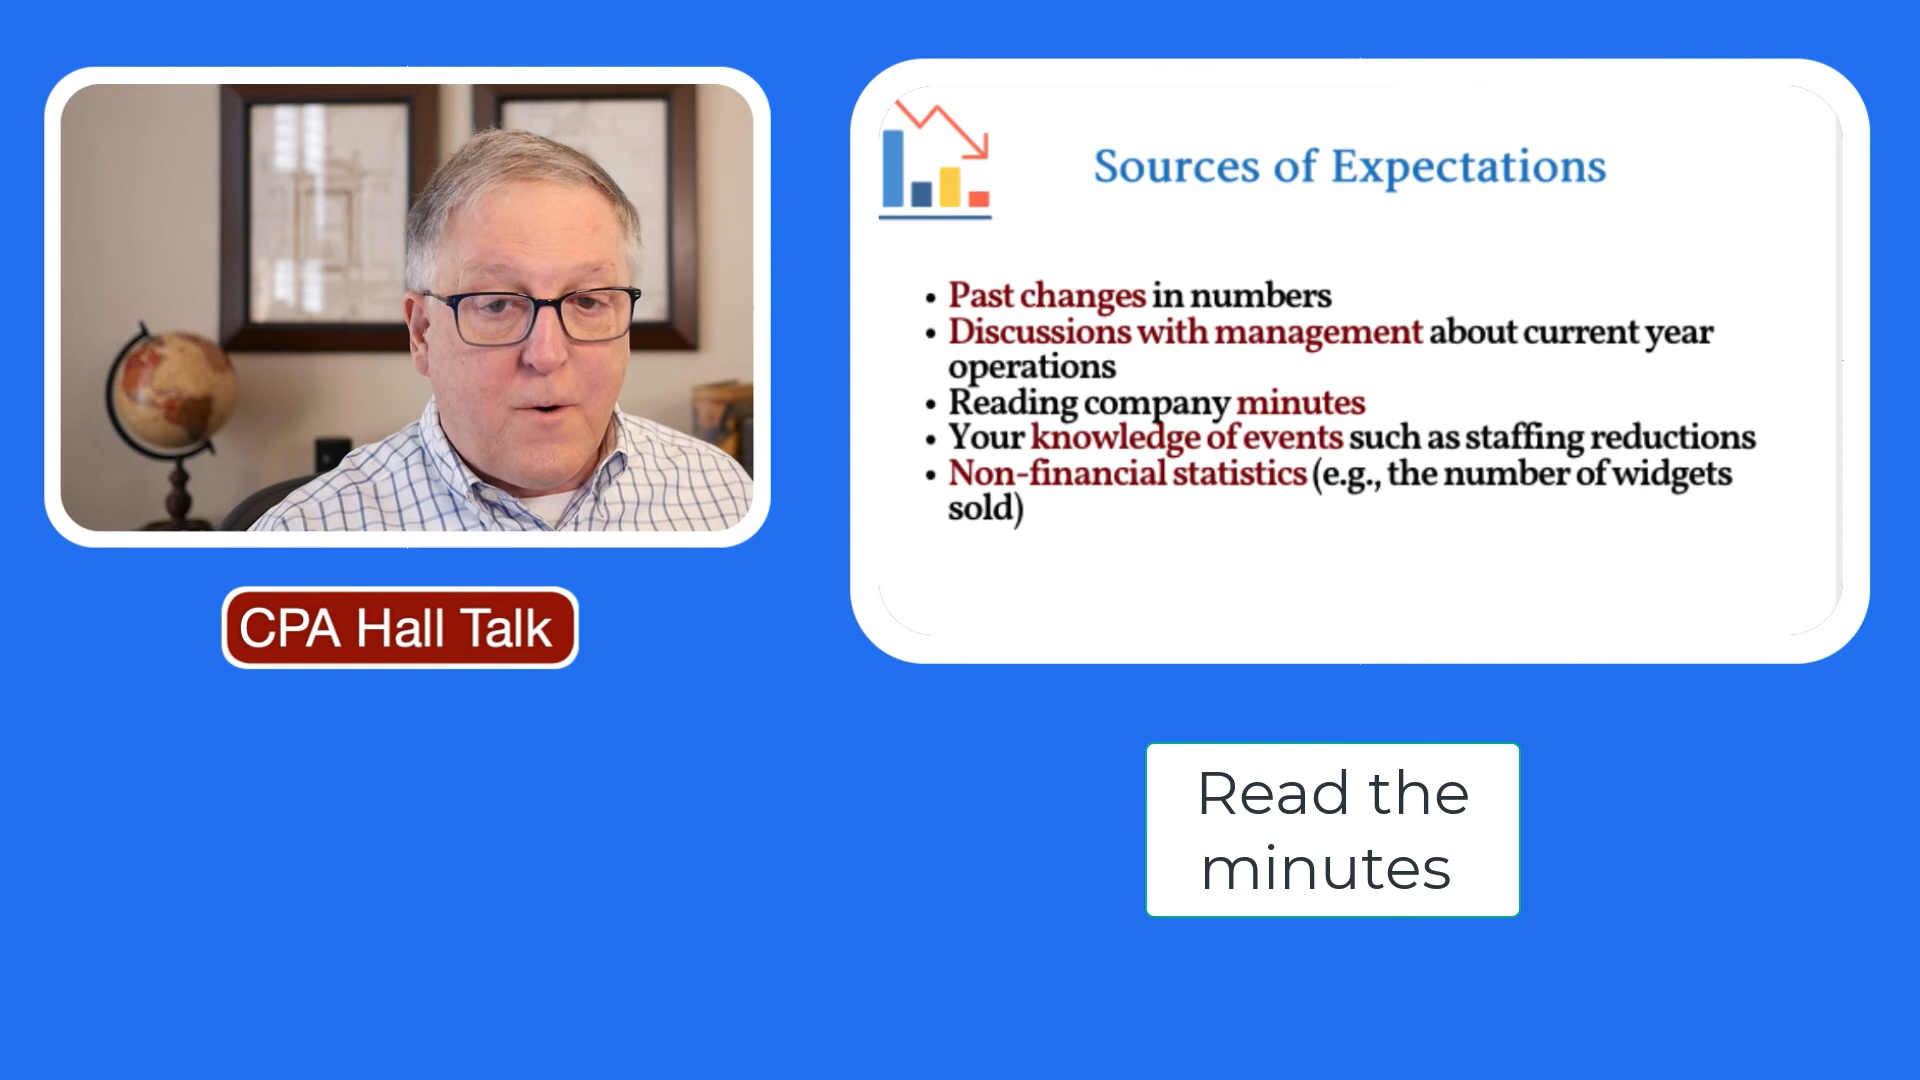 CPA Hall Talk
Sources of Expectations
• Past changes in numbers
• Discussions with management about current year
operations
• Reading company minutes
• Your knowledge of events such as staffing reductions
• Non-financial statistics (e.g., the number of widgets
sold)
Read the
minutes